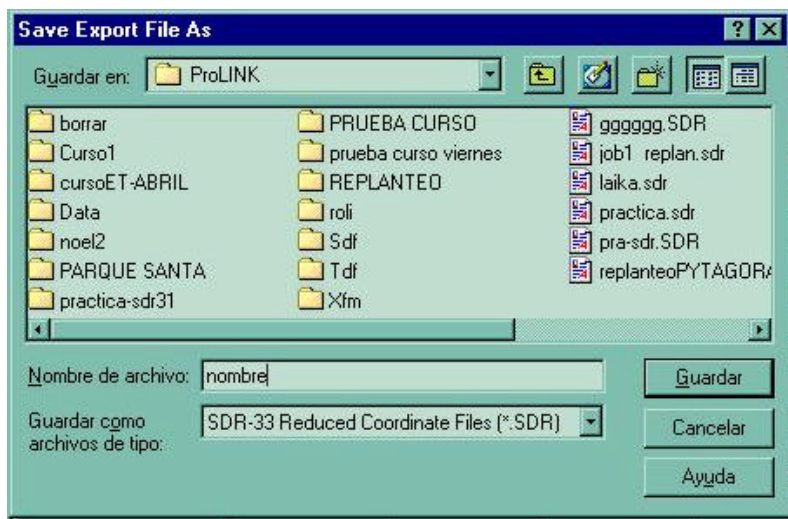 Save Export File As
Guardar en: ProLINK
borrar
Curso1
cursoET-ABRIL
Data
noel2
PARQUE SANTA
practica-sdr31
PRUEBA CURSO
prueba curso viernes
REPLANTEO
roli
Sdf
Tdf
Xfm
gggggg.SDR
job1 replan.sdr
laika.sdr
practica.sdr
pra-sdr.SDR
replanteoPYTAGORA
Nombre de archivo: nombre
Guardar
Guardar como
archivos de tipo:
SDR-33 Reduced Coordinate Files (*.SDR)
Cancelar
Ayuda